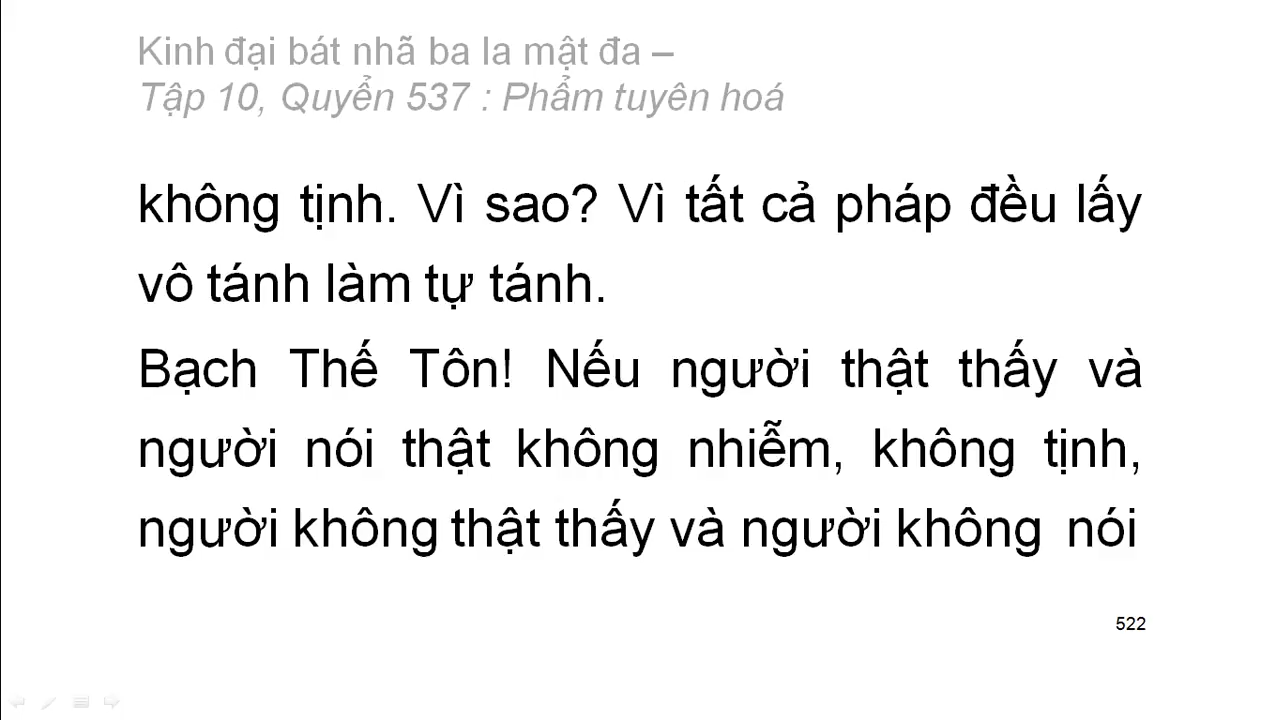 Kinh đại bát nhã ba la mật đa –
Tập 10, Quyển 537 : Phẩm tuyên hoá
không tịnh. Vì sao? Vì tất cả pháp đều lấy
vô tánh làm tự tánh.
Bạch Thế Tôn! Nếu người thật thấy và
người nói thật không nhiễm, không tịnh,
người không thật thấy và người không nói
522